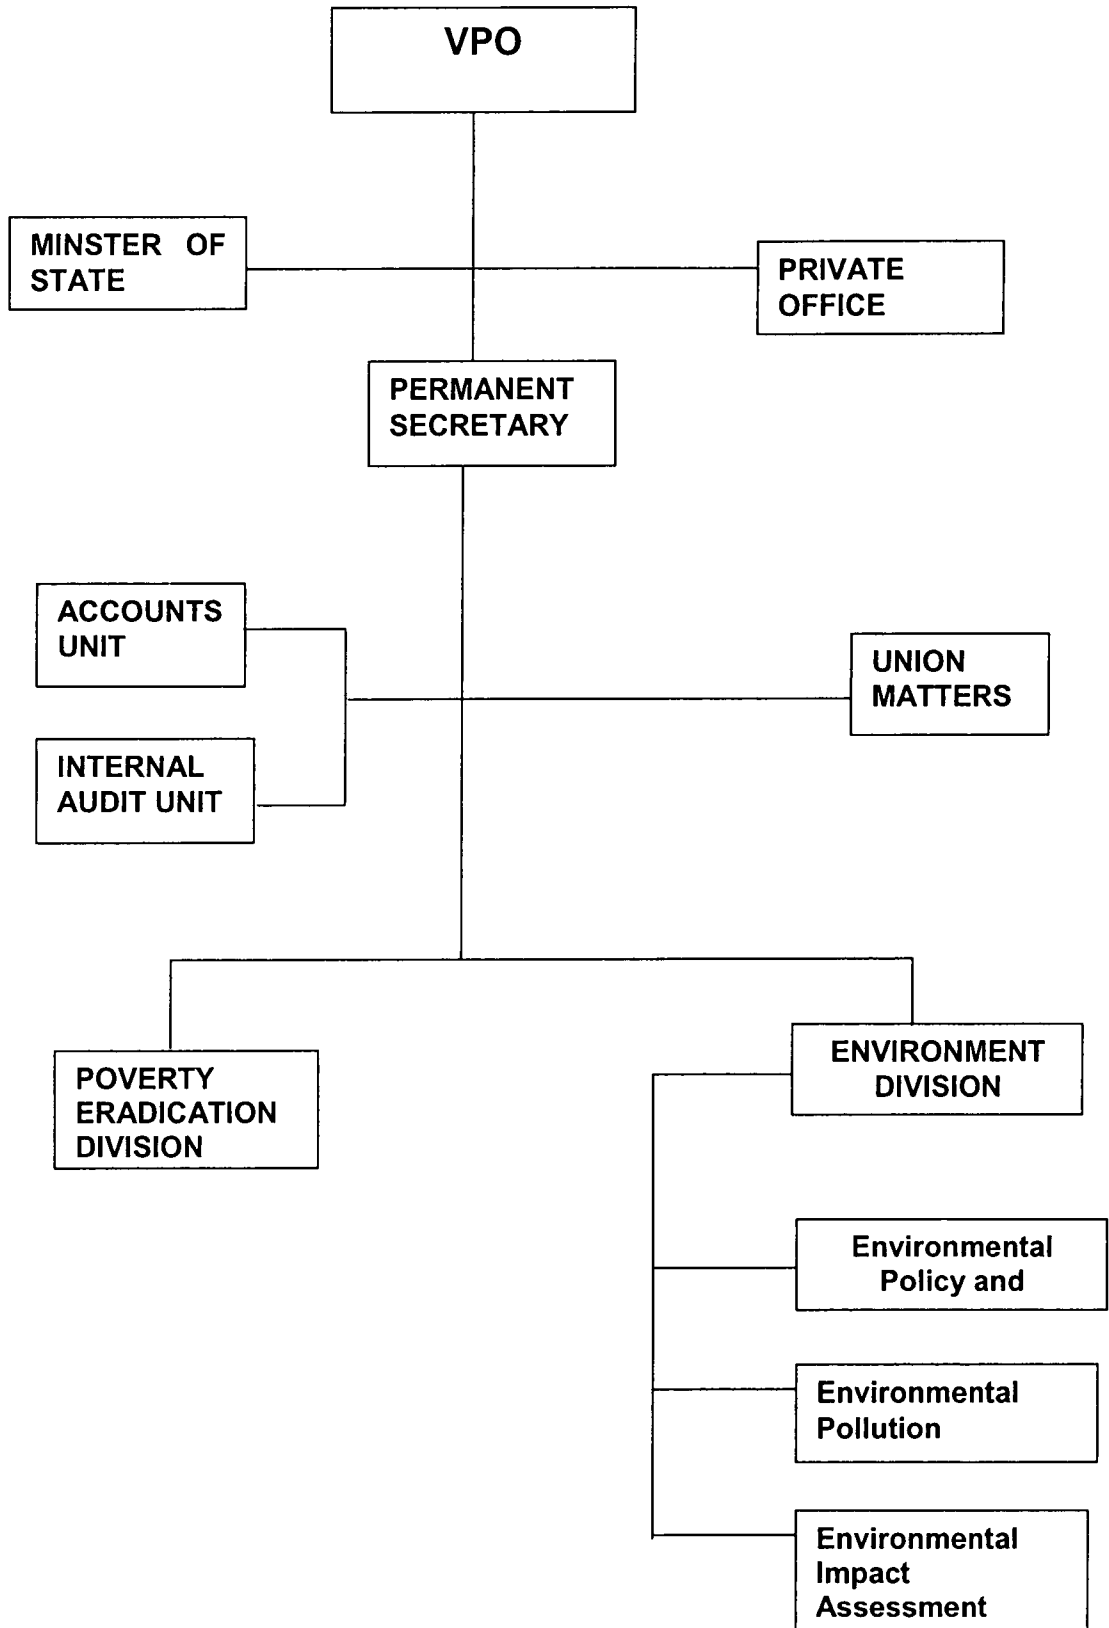 VPO
MINSTER OF
STATE
PRIVATE
OFFICE
PERMANENT
SECRETARY
ACCOUNTS
UNIT
UNION
MATTERS
INTERNAL
AUDIT UNIT
POVERTY
ERADICATION
DIVISION
ENVIRONMENT
DIVISION
Environmental
Policy and
Environmental
Pollution
Environmental
Impact
Assessment